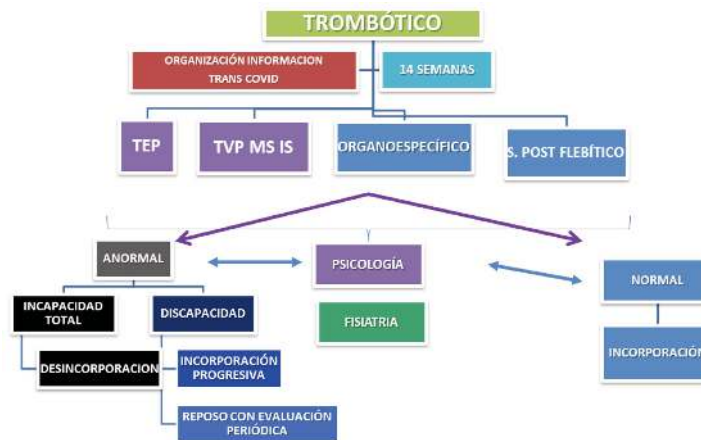 TROMBÓTICO
ORGANIZACIÓN INFORMACION
TRANS COVID
14 SEMANAS
TEP
TVP MS IS
ORGANOESPECÍFICO
S. POST FLEBÍTICO
ANORMAL
PSICOLOGÍA
NORMAL
INCAPACIDAD
TOTAL
DISCAPACIDAD
FISIATRIA
DESINCORPORACION
INCORPORACIÓN
PROGRESIVA
INCORPORACIÓN
REPOSO CON EVALUACIÓN
PERIÓDICA